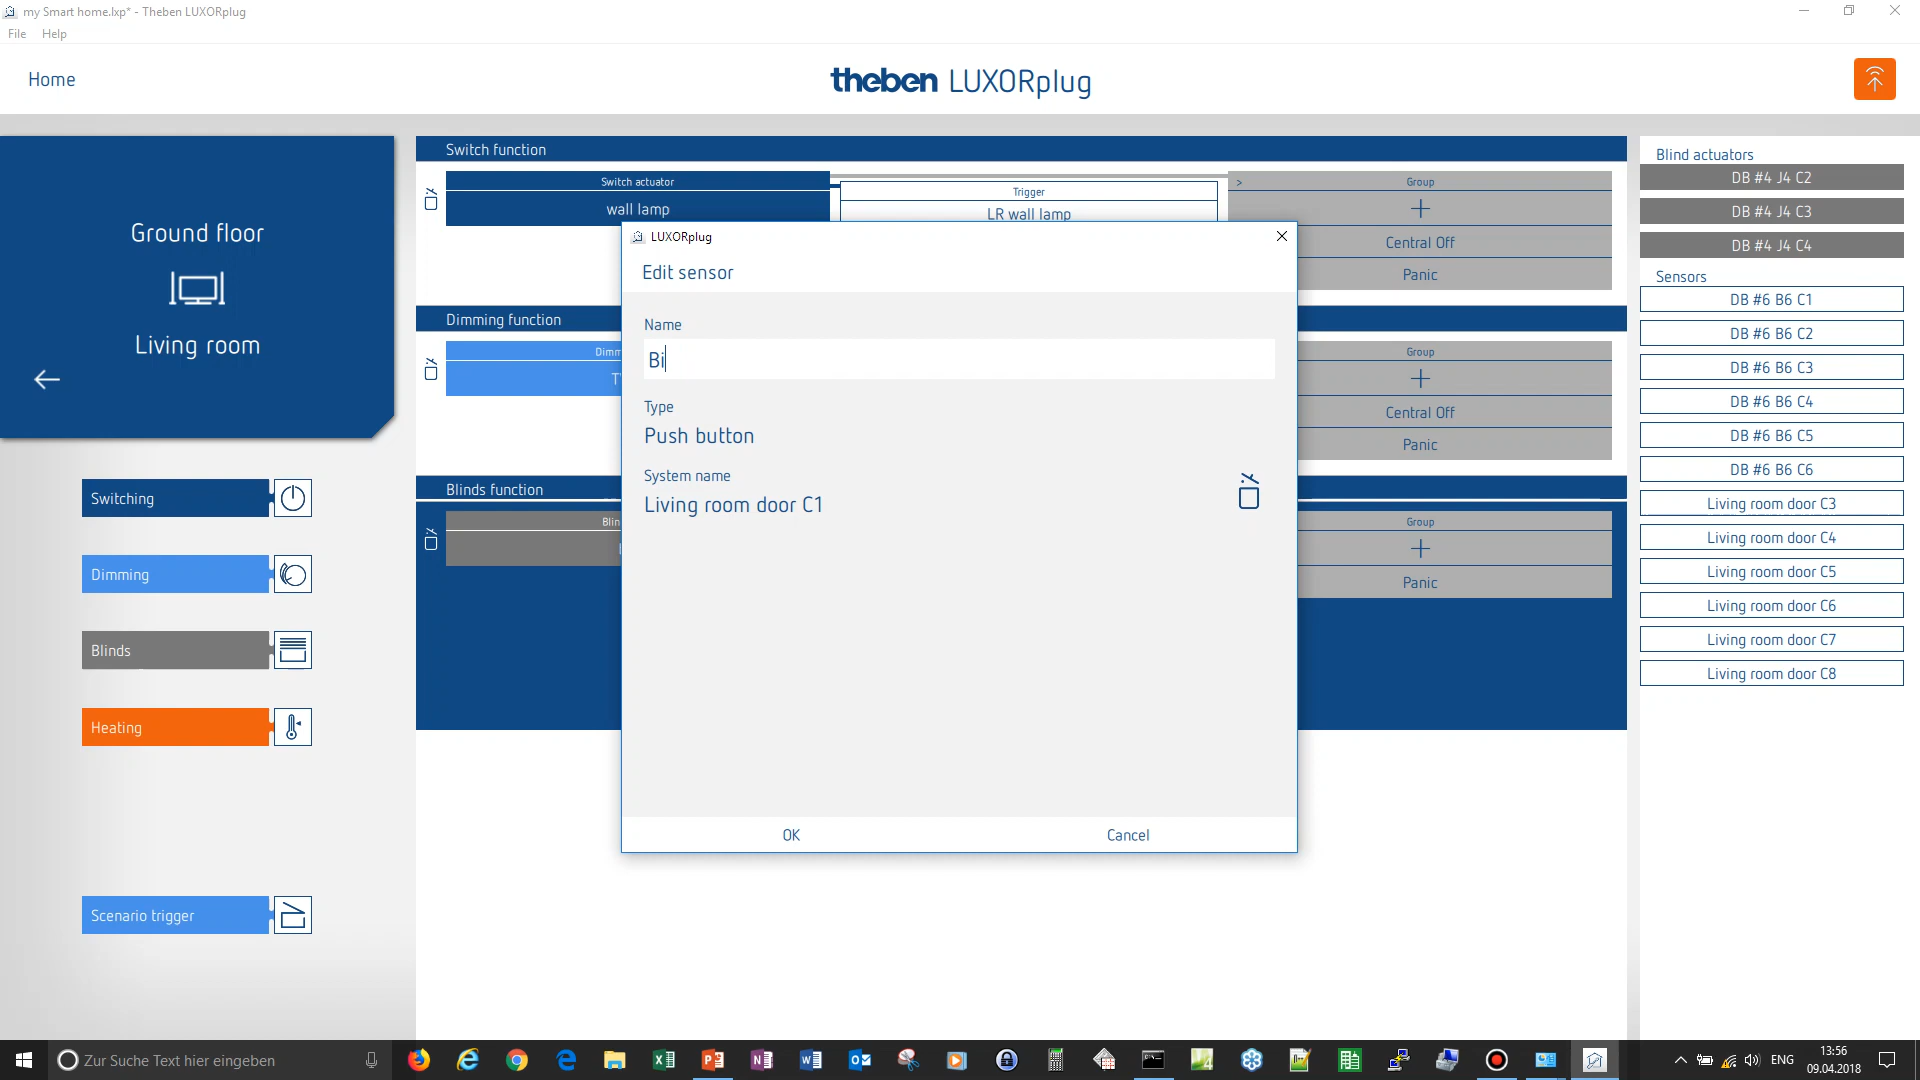 my Smart home.lxp* - Theben LUXORplug
File Help
Home
theben LUXORplug
Ground floor
Living room
Switching
Dimming
Blinds
Heating
Scenario trigger
Switch function
Switch actuator
wall lamp
Trigger
LR wall lamp
> Group
Central Off
Panic
Dimming function
Group
Central Off
Panic
Blinds function
Group
Panic
LUXORplug
Edit sensor
Name
Bi
Type
Push button
System name
Living room door C1
OK
Cancel
Blind actuators
DB #4 J4 C2
DB #4 J4 C3
DB #4 J4 C4
Sensors
DB #6 B6 C1
DB #6 B6 C2
DB #6 B6 C3
DB #6 B6 C4
DB #6 B6 C5
DB #6 B6 C6
Living room door C3
Living room door C4
Living room door C5
Living room door C6
Living room door C7
Living room door C8
Zur Suche Text hier eingeben
ENG
13:56
09.04.2018